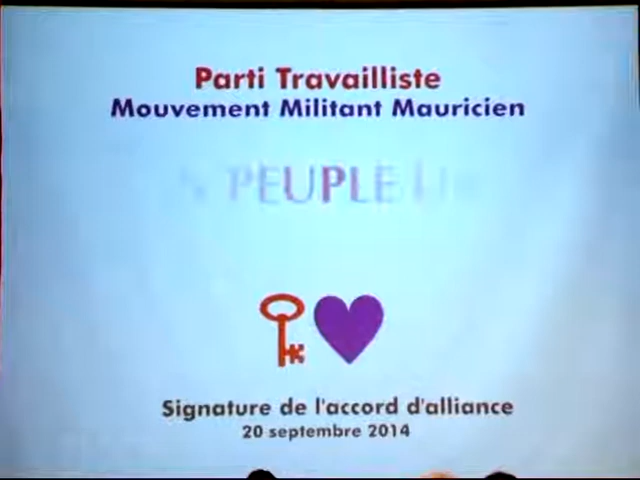 Parti Travailliste
Mouvement Militant Mauricien
PEUPLE
Signature de l'accord d'alliance
20 septembre 2014